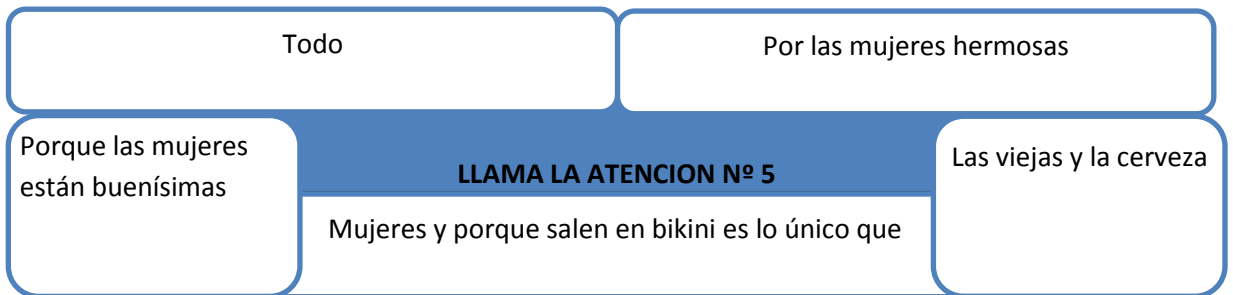 Todo
Por las mujeres hermosas
Porque las mujeres
están buenísimas
LLAMA LA ATENCION Nº 5
Las viejas y la cerveza
Mujeres y porque salen en bikini es lo único que